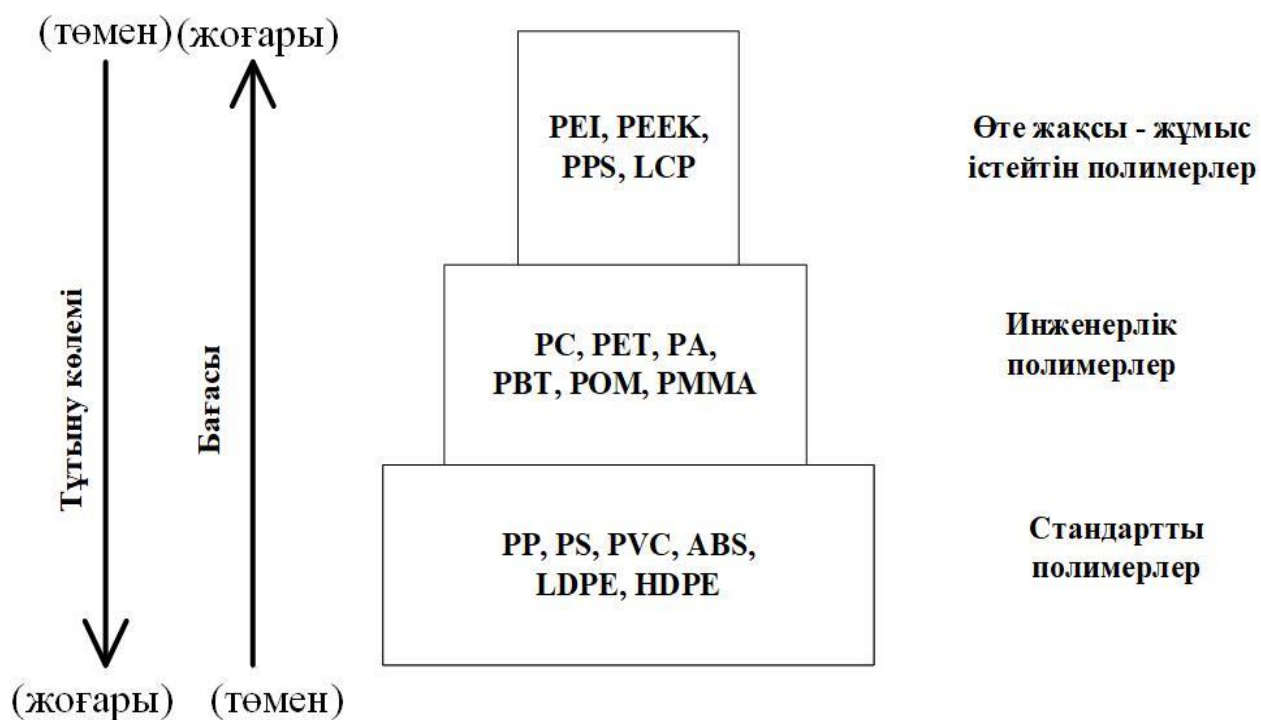 (төмен) (жоғары)
PEI, PEEK,
PPS, LCP
Өте жақсы - жұмыс
істейтін полимерлер
Тұтыну көлемі
Бағасы
PC, PET, PA,
PBT, POM, PMMA
Инженерлік
полимерлер
PP, PS, PVC, ABS,
LDPE, HDPE
Стандартты
полимерлер
(жоғары) (төмен)